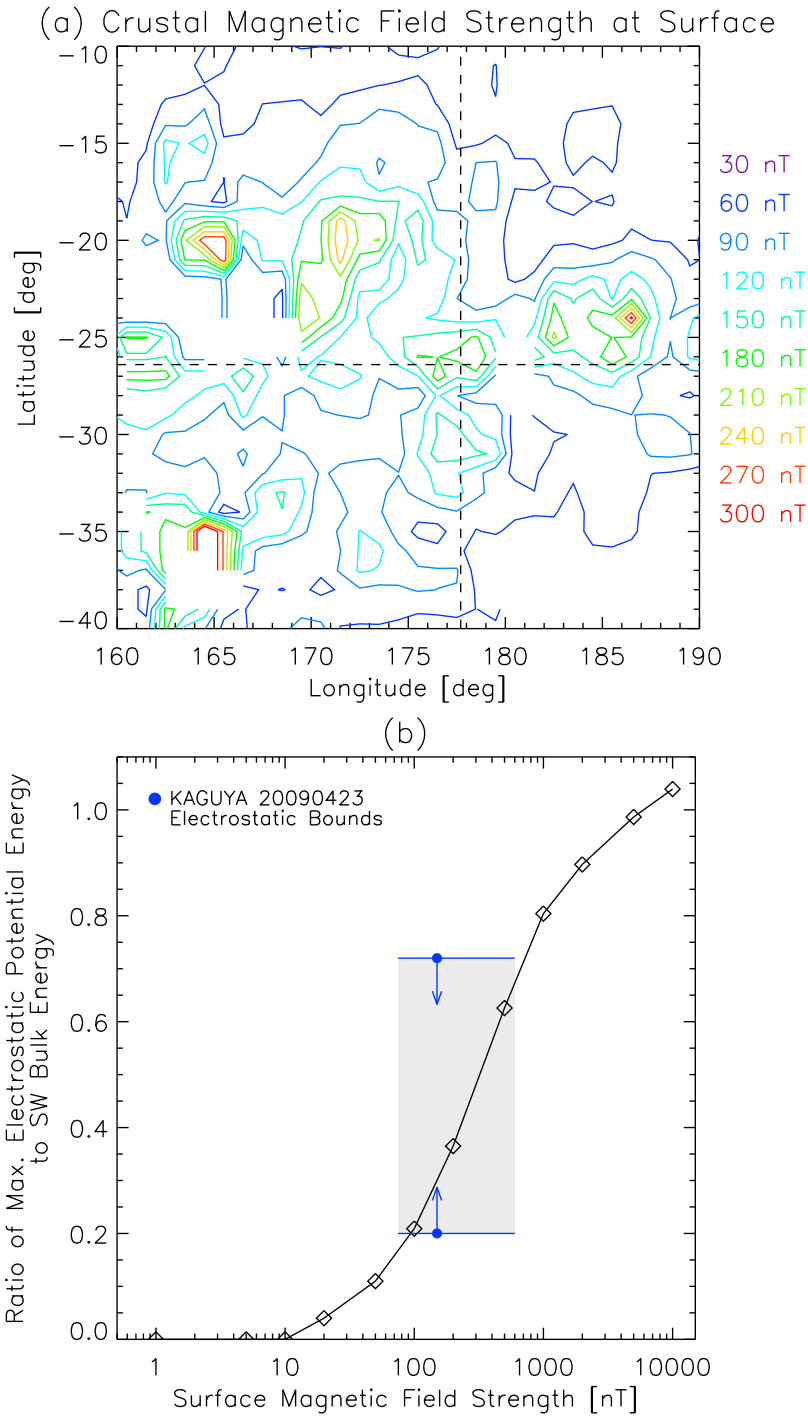 (a) Crustal Magnetic Field Strength at Surface
−10
−15
−20
−25
−30
−35
−40
Latitude [deg]
160 165 170 175 180 185 190
Longitude [deg]
30 nT
60 nT
90 nT
120 nT
150 nT
180 nT
210 nT
240 nT
270 nT
300 nT
(b)
KAGUYA 20090423
Electrostatic Bounds
Ratio of Max. Electrostatic Potential Energy
to SW Bulk Energy
1.0
0.8
0.6
0.4
0.2
0.0
1 10 100 1000 10000
Surface Magnetic Field Strength [nT]